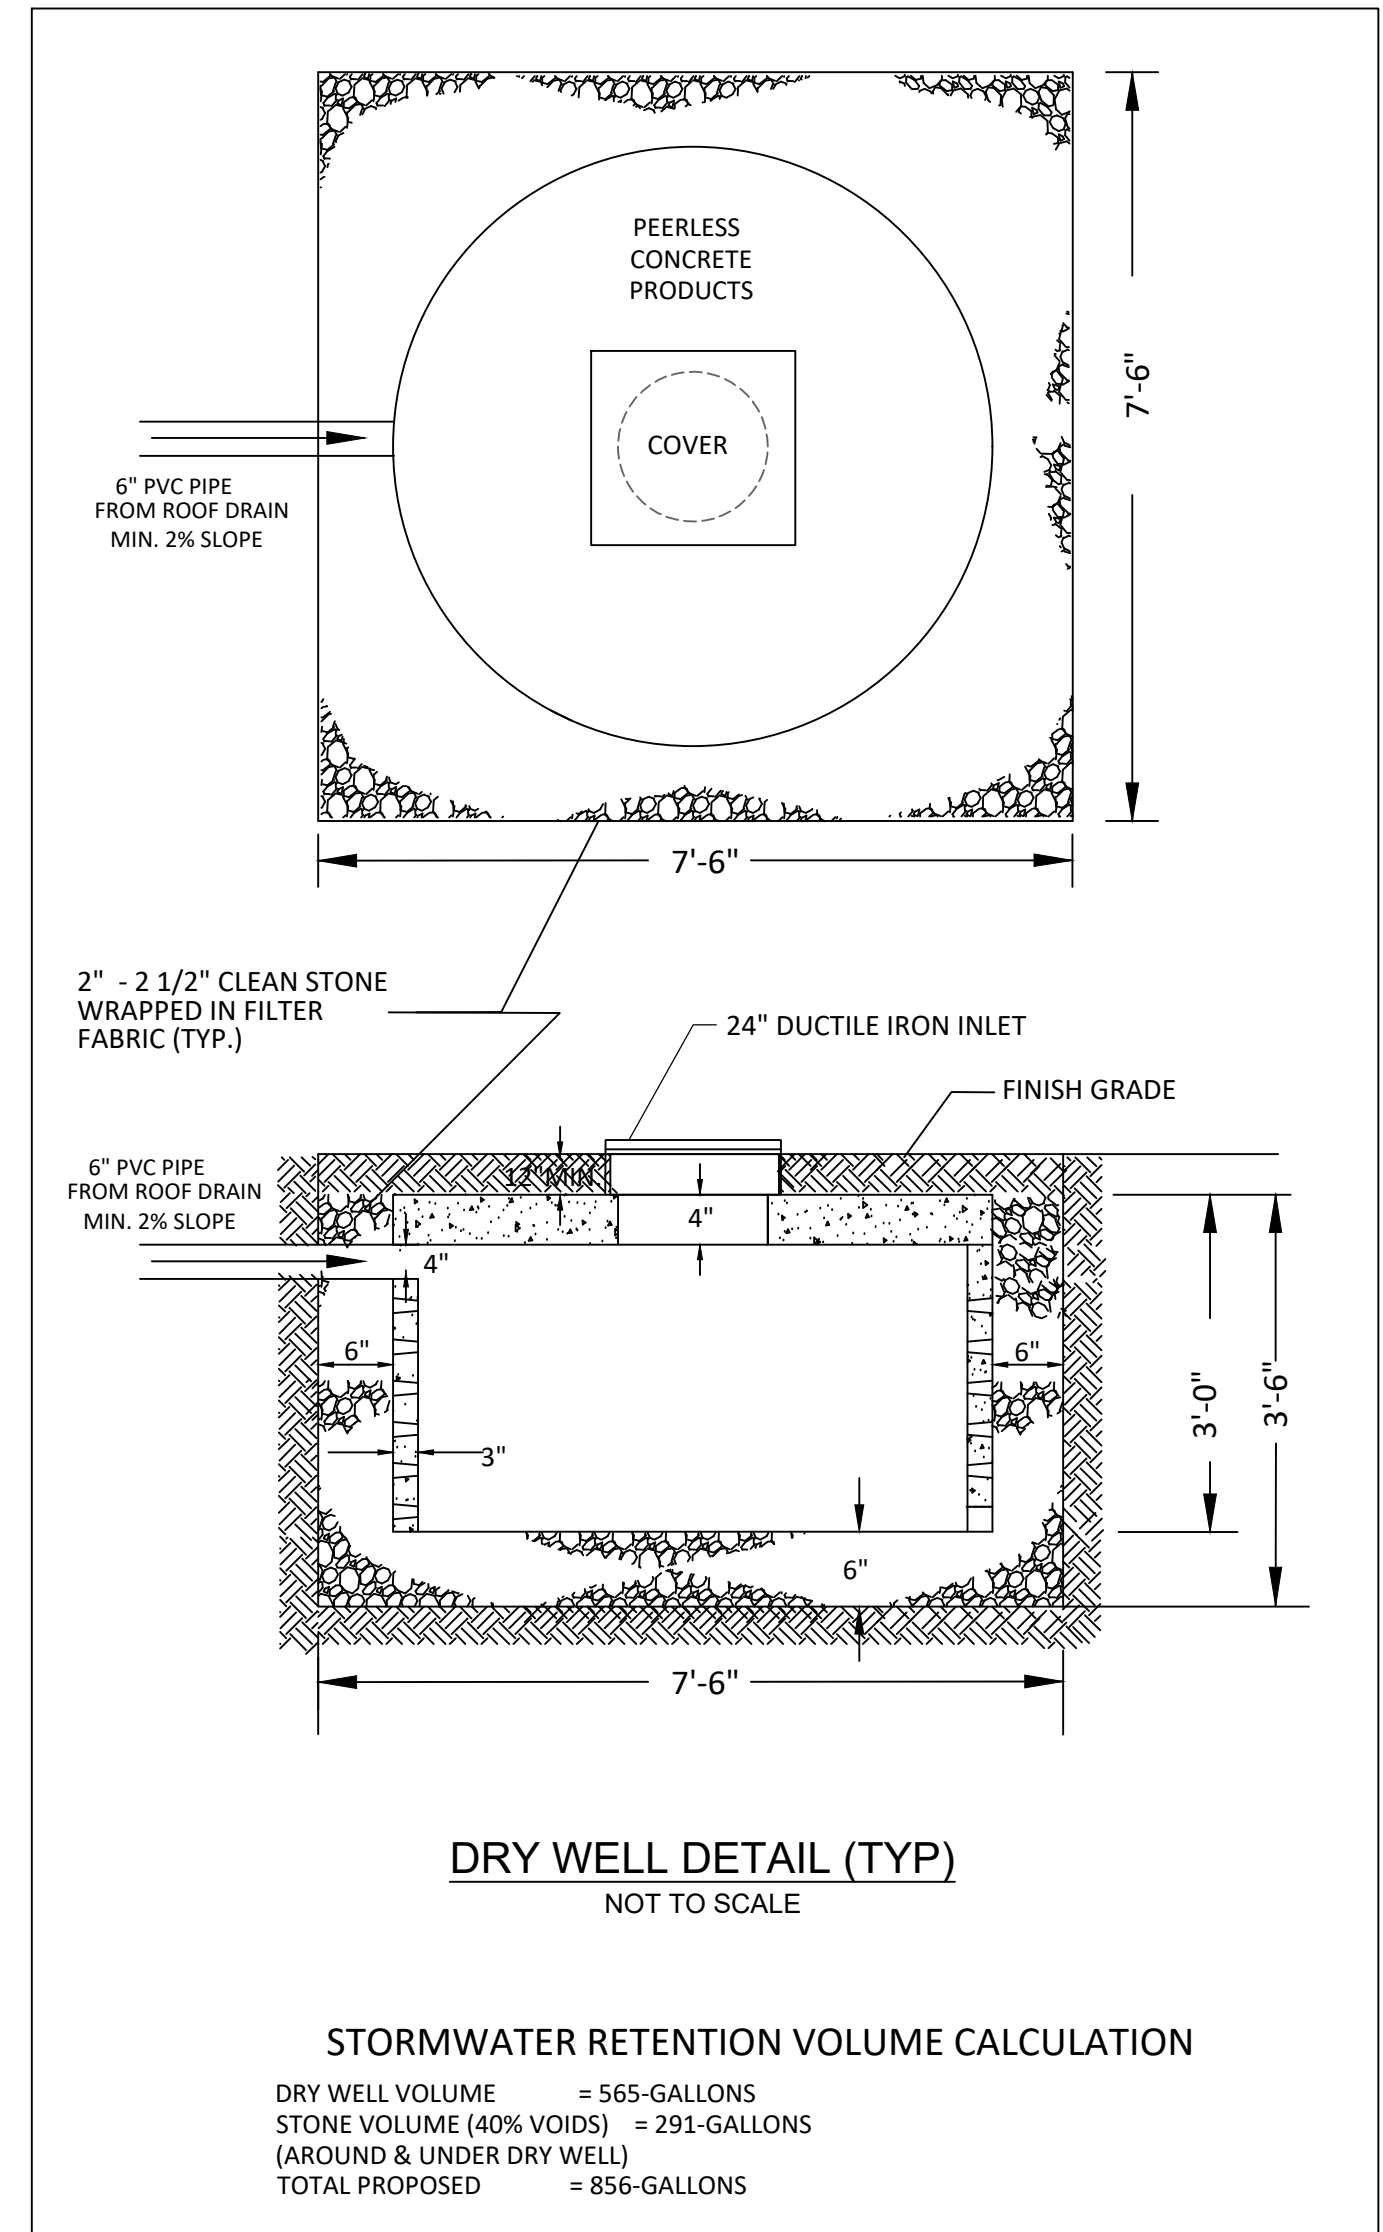 PEERLESS
CONCRETE
PRODUCTS
COVER
6" PVC PIPE
FROM ROOF DRAIN
MIN. 2% SLOPE
7'-6"
7'-6"
2" - 2 1/2" CLEAN STONE
WRAPPED IN FILTER
FABRIC (TYP.)
24" DUCTILE IRON INLET
FINISH GRADE
6" PVC PIPE
FROM ROOF DRAIN
MIN. 2% SLOPE
12"MIN.
4"
4"
6"
6"
3"
3'-0"
3'-6"
6"
7'-6"
DRY WELL DETAIL (TYP)
NOT TO SCALE
STORMWATER RETENTION VOLUME CALCULATION
DRY WELL VOLUME = 565-GALLONS
STONE VOLUME (40% VOIDS) = 291-GALLONS
(AROUND & UNDER DRY WELL)
TOTAL PROPOSED = 856-GALLONS